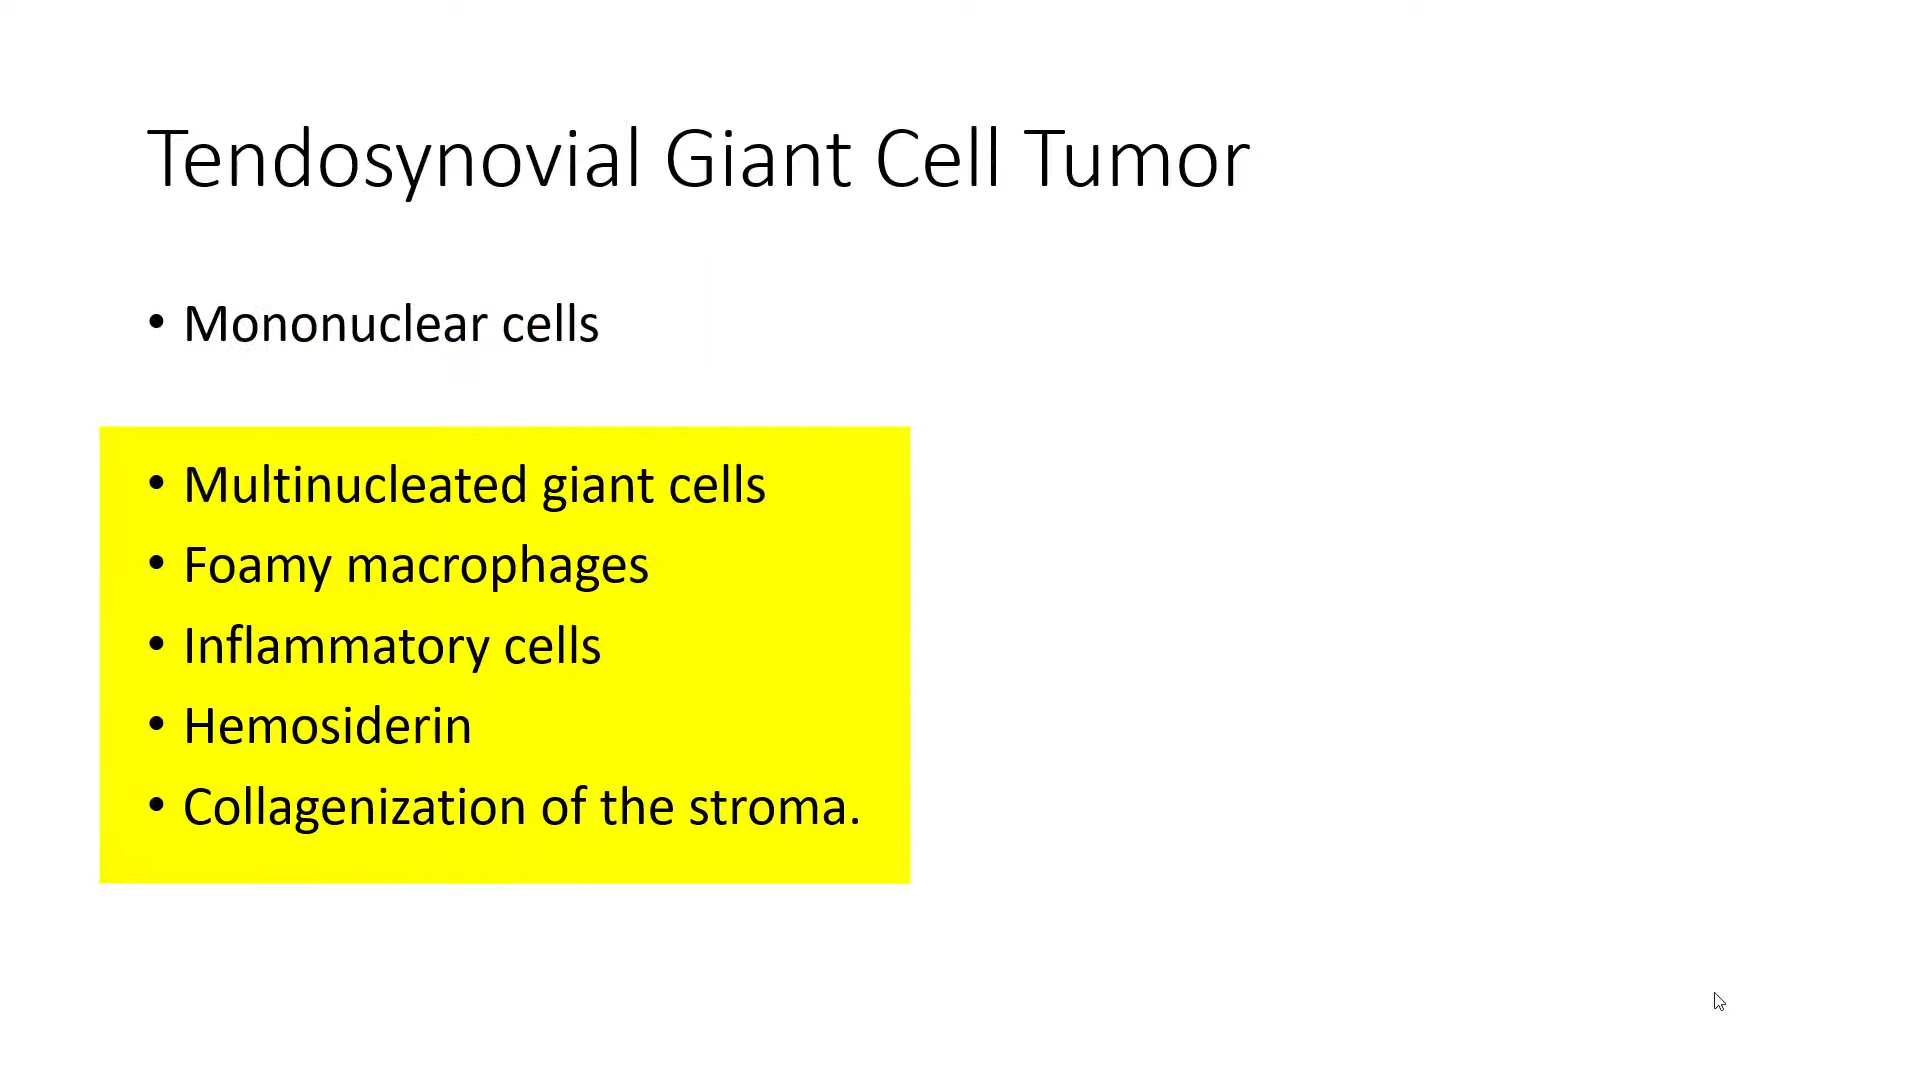 Tendosynovial Giant Cell Tumor
• Mononuclear cells
• Multinucleated giant cells
• Foamy macrophages
• Inflammatory cells
• Hemosiderin
• Collagenization of the stroma.